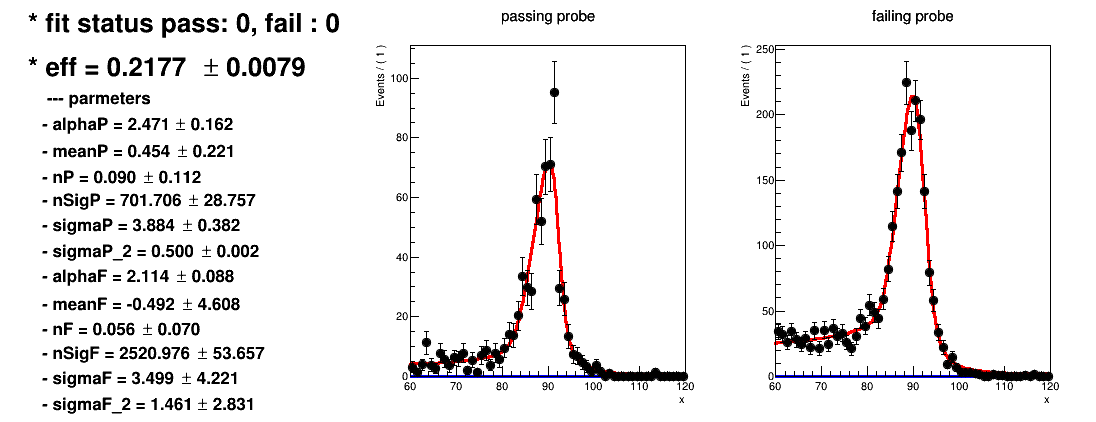 * fit status pass: 0, fail : 0
* eff = 0.2177 ± 0.0079
--- parmeters
- alphaP = 2.471 ± 0.162
- meanP = 0.454 ± 0.221
- nP = 0.090 ± 0.112
- nSigP = 701.706 ± 28.757
- sigmaP = 3.884 ± 0.382
- sigmaP_2 = 0.500 ± 0.002
- alphaF = 2.114 ± 0.088
- meanF = -0.492 ± 4.608
- nF = 0.056 ± 0.070
- nSigF = 2520.976 ± 53.657
- sigmaF = 3.499 ± 4.221
- sigmaF_2 = 1.461 ± 2.831
passing probe
Events / ( 1 )
100
80
60
40
20
0
60 70 80 90 100 110 120
x
failing probe
Events / ( 1 )
250
200
150
100
50
0
60 70 80 90 100 110 120
x